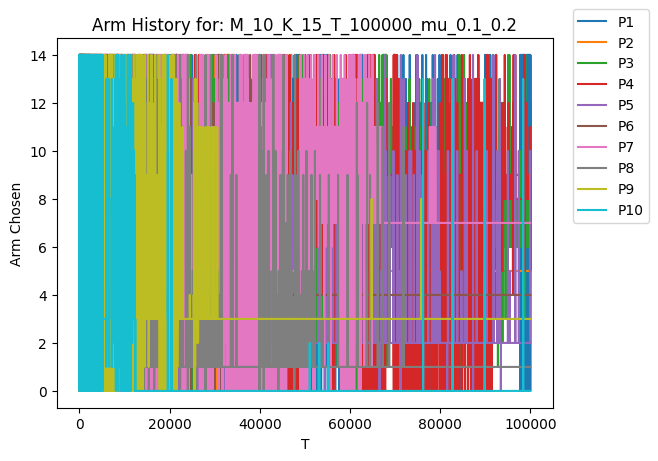 Arm History for: M_10_K_15_T_100000_mu_0.1_0.2
Arm Chosen
14
12
10
8
6
4
2
0
0 20000 40000 60000 80000 100000
T
P1
P2
P3
P4
P5
P6
P7
P8
P9
P10